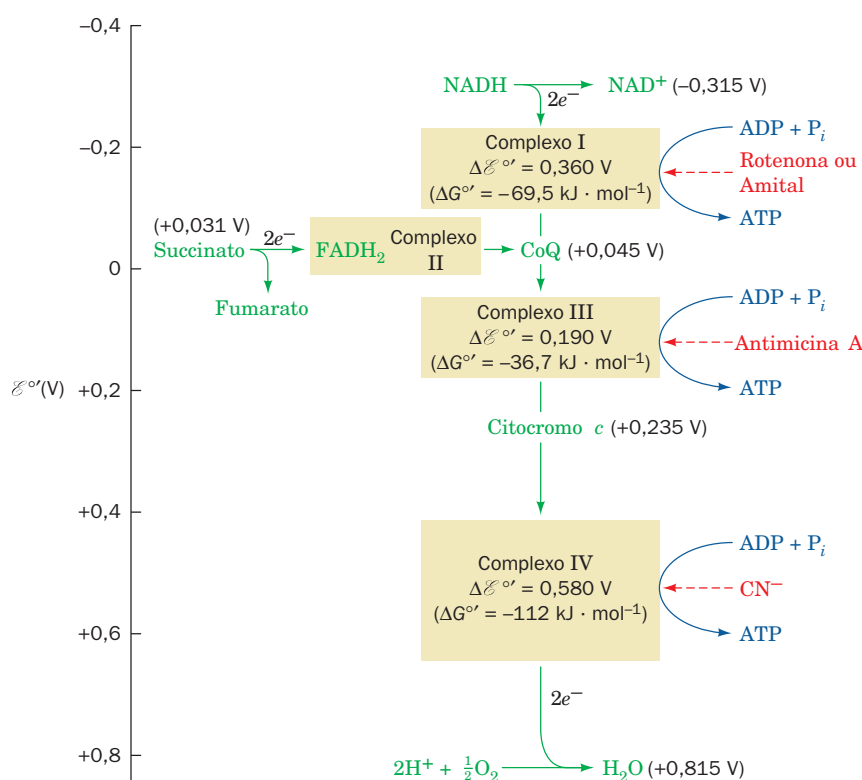 −0,4
NADH → NAD⁺ (−0,315 V)
2e⁻
Complexo I
Δℰ°′ = 0,360 V
(ΔG°′ = −69,5 kJ · mol⁻¹)
ADP + Pᵢ
Rotenona ou
Amital
ATP
−0,2
(+0,031 V)
Succinato
2e⁻
FADH₂
Complexo
II
CoQ (+0,045 V)
Fumarato
0
Complexo III
Δℰ°′ = 0,190 V
(ΔG°′ = −36,7 kJ · mol⁻¹)
ADP + Pᵢ
Antimicina A
ATP
ℰ°′(V)
+0,2
Citocromo c (+0,235 V)
+0,4
Complexo IV
Δℰ°′ = 0,580 V
(ΔG°′ = −112 kJ · mol⁻¹)
ADP + Pᵢ
CN⁻
ATP
+0,6
2e⁻
2H⁺ + ½O₂ → H₂O (+0,815 V)
+0,8